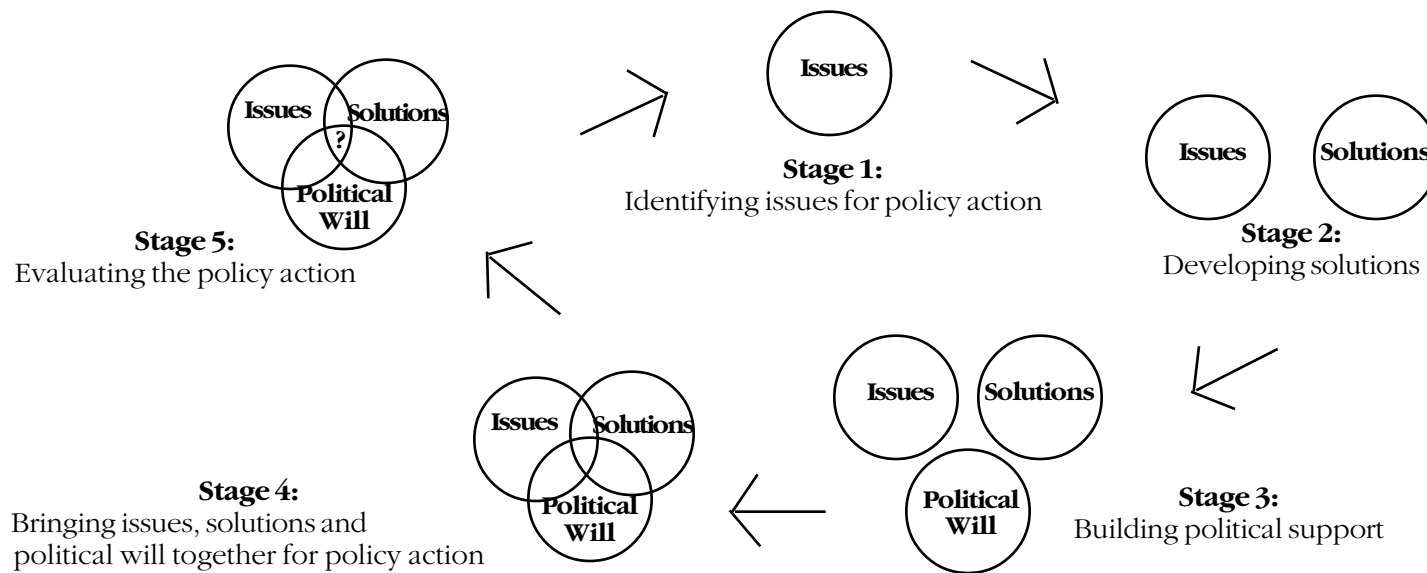 Issues
Stage 1:
Identifying issues for policy action
Issues
Solutions
Stage 2:
Developing solutions
Issues
Solutions
Political
Will
Stage 3:
Building political support
Issues
Solutions
Political
Will
Stage 4:
Bringing issues, solutions and
political will together for policy action
Issues
Solutions
?
Political
Will
Stage 5:
Evaluating the policy action